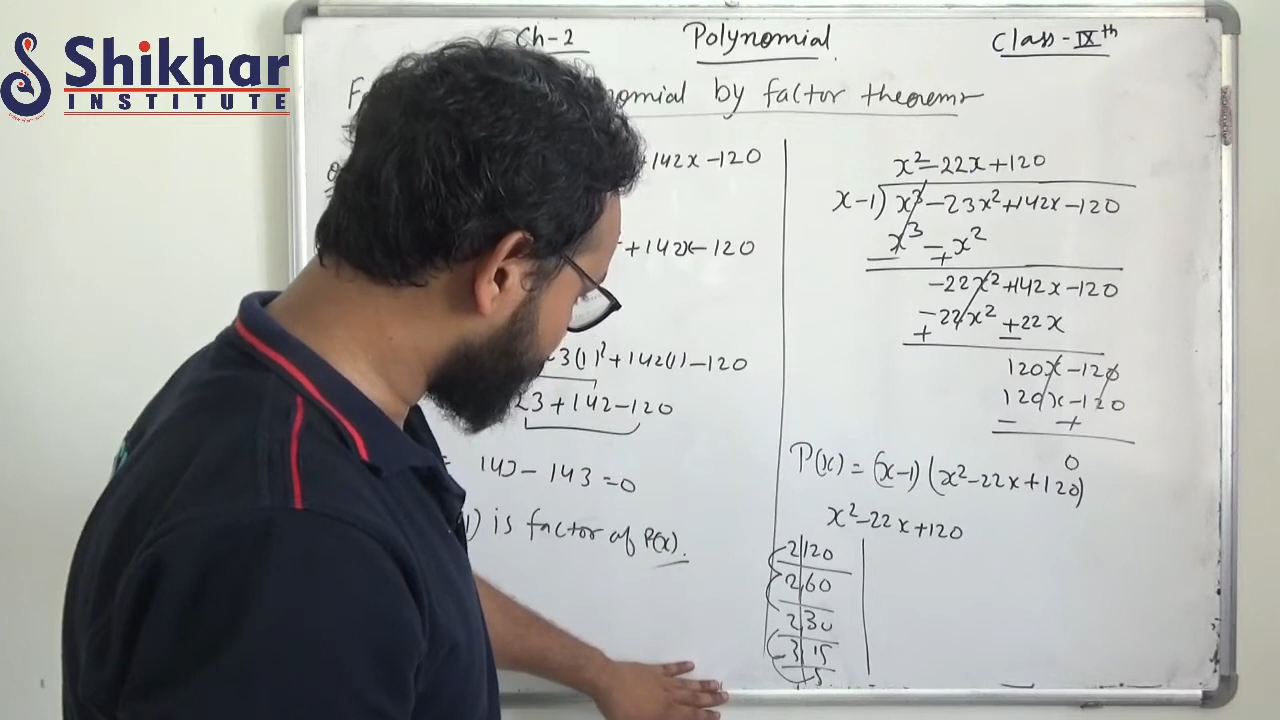 Shikhar
INSTITUTE
Ch-2
Polynomial
Class-IXth
by factor theorem
+142x-120
+142x-120
3(1)²+142(1)-120
23+142-120
143-143=0
1) is factor of P(x).
x²-22x+120
x-1) x³-23x²+142x-120
x³-x²
- +
-22x²+142x-120
-22x²+22x
+ -
120x-120
120x-120
- +
0
P(x)=(x-1)(x²-22x+120)
x²-22x+120
2|120
2|60
2|30
3|15
5